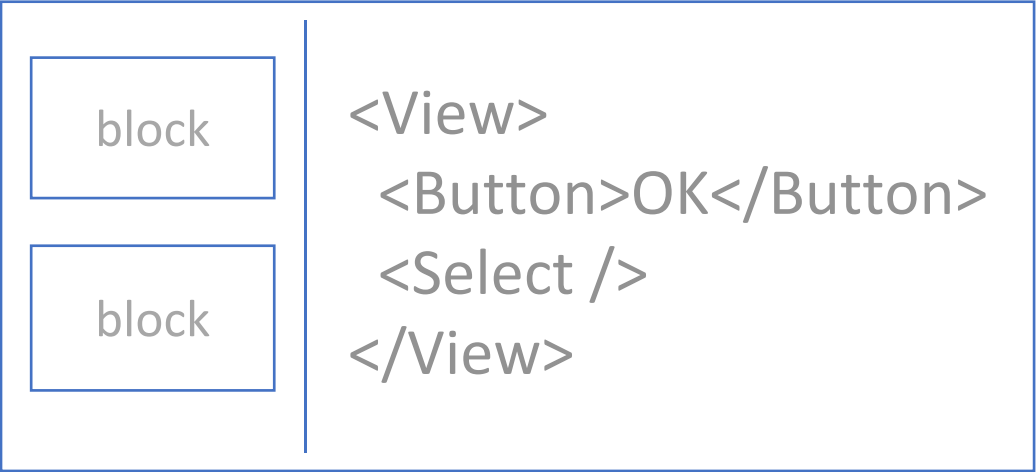 block
block
<View>
<Button>OK</Button>
<Select />
</View>